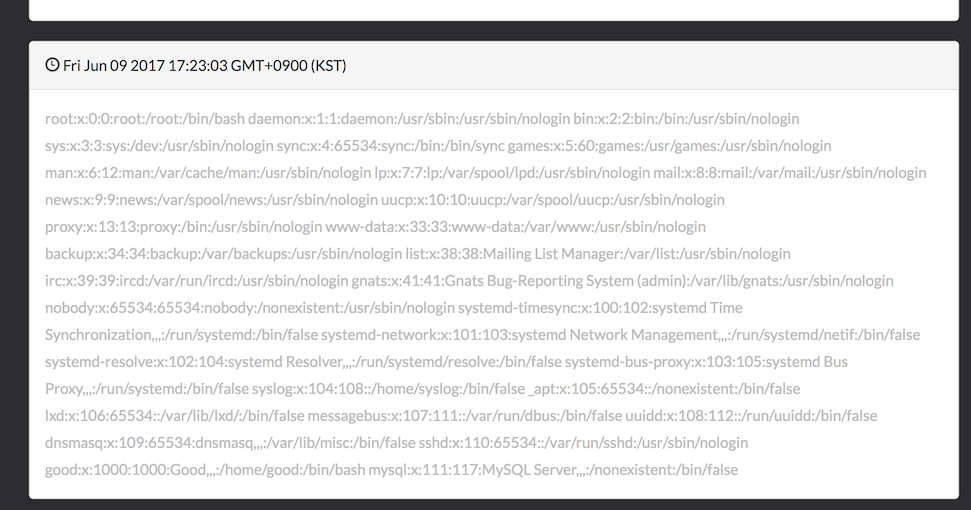 Fri Jun 09 2017 17:23:03 GMT+0900 (KST)
root:x:0:0:root:/root:/bin/bash daemon:x:1:1:daemon:/usr/sbin:/usr/sbin/nologin bin:x:2:2:bin:/bin:/usr/sbin/nologin
sys:x:3:3:sys:/dev:/usr/sbin/nologin sync:x:4:65534:sync:/bin:/bin/sync games:x:5:60:games:/usr/games:/usr/sbin/nologin
man:x:6:12:man:/var/cache/man:/usr/sbin/nologin lp:x:7:7:lp:/var/spool/lpd:/usr/sbin/nologin mail:x:8:8:mail:/var/mail:/usr/sbin/nologin
news:x:9:9:news:/var/spool/news:/usr/sbin/nologin uucp:x:10:10:uucp:/var/spool/uucp:/usr/sbin/nologin
proxy:x:13:13:proxy:/bin:/usr/sbin/nologin www-data:x:33:33:www-data:/var/www:/usr/sbin/nologin
backup:x:34:34:backup:/var/backups:/usr/sbin/nologin list:x:38:38:Mailing List Manager:/var/list:/usr/sbin/nologin
irc:x:39:39:ircd:/var/run/ircd:/usr/sbin/nologin gnats:x:41:41:Gnats Bug-Reporting System (admin):/var/lib/gnats:/usr/sbin/nologin
nobody:x:65534:65534:nobody:/nonexistent:/usr/sbin/nologin systemd-timesync:x:100:102:systemd Time
Synchronization,,,:/run/systemd:/bin/false systemd-network:x:101:103:systemd Network Management,,,:/run/systemd/netif:/bin/false
systemd-resolve:x:102:104:systemd Resolver,,,:/run/systemd/resolve:/bin/false systemd-bus-proxy:x:103:105:systemd Bus
Proxy,,,:/run/systemd:/bin/false syslog:x:104:108::/home/syslog:/bin/false _apt:x:105:65534::/nonexistent:/bin/false
lxd:x:106:65534::/var/lib/lxd/:/bin/false messagebus:x:107:111::/var/run/dbus:/bin/false uuidd:x:108:112::/run/uuidd:/bin/false
dnsmasq:x:109:65534:dnsmasq,,,:/var/lib/misc:/bin/false sshd:x:110:65534::/var/run/sshd:/usr/sbin/nologin
good:x:1000:1000:Good,,,:/home/good:/bin/bash mysql:x:111:117:MySQL Server,,,:/nonexistent:/bin/false